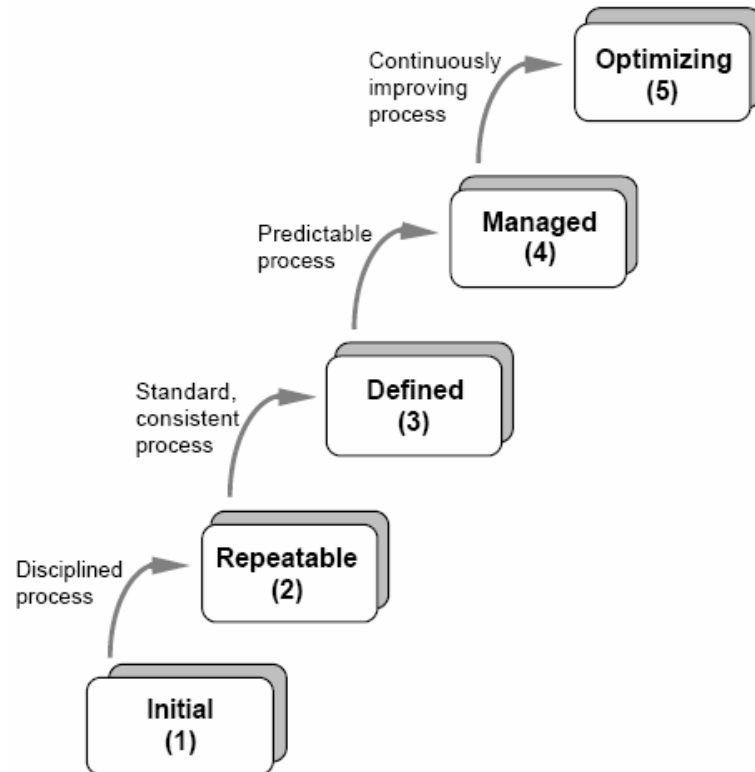 Continuously
improving
process
Optimizing
(5)
Predictable
process
Managed
(4)
Standard,
consistent
process
Defined
(3)
Disciplined
process
Repeatable
(2)
Initial
(1)